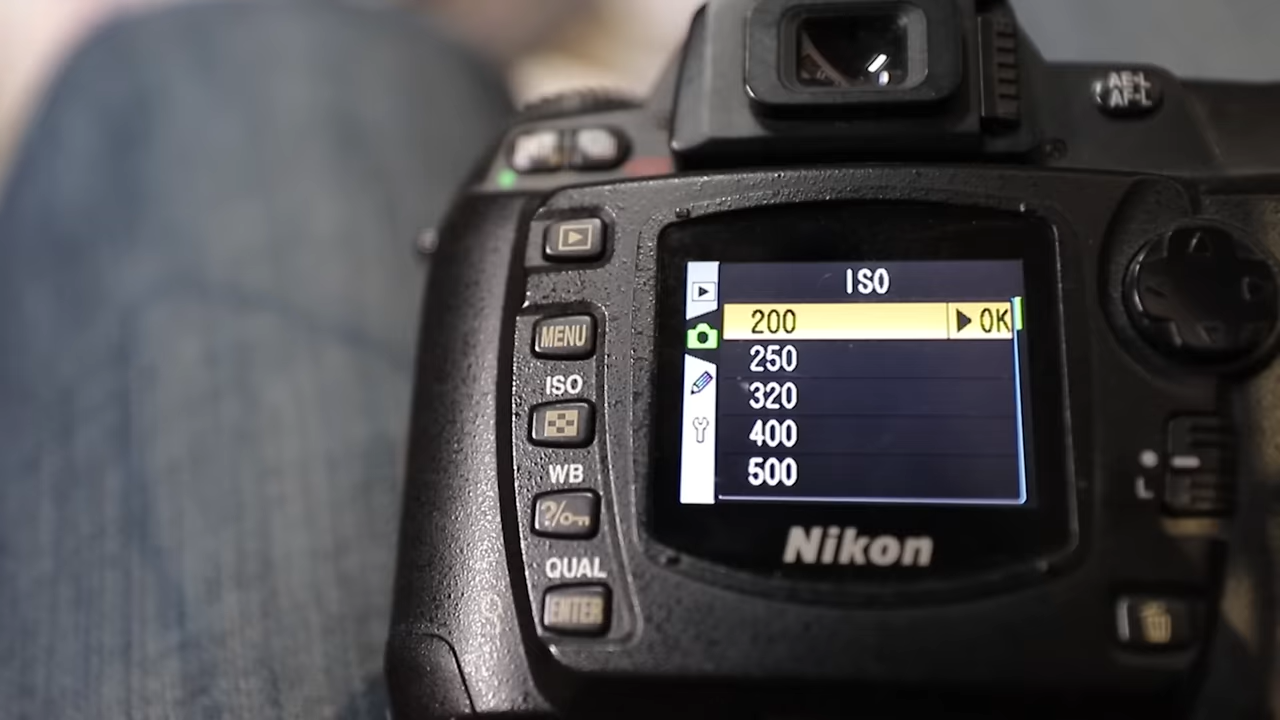 AE-L
AF-L
ISO
200 ▶ OK
250
320
400
500
MENU
ISO
WB
?/
QUAL
ENTER
Nikon
L